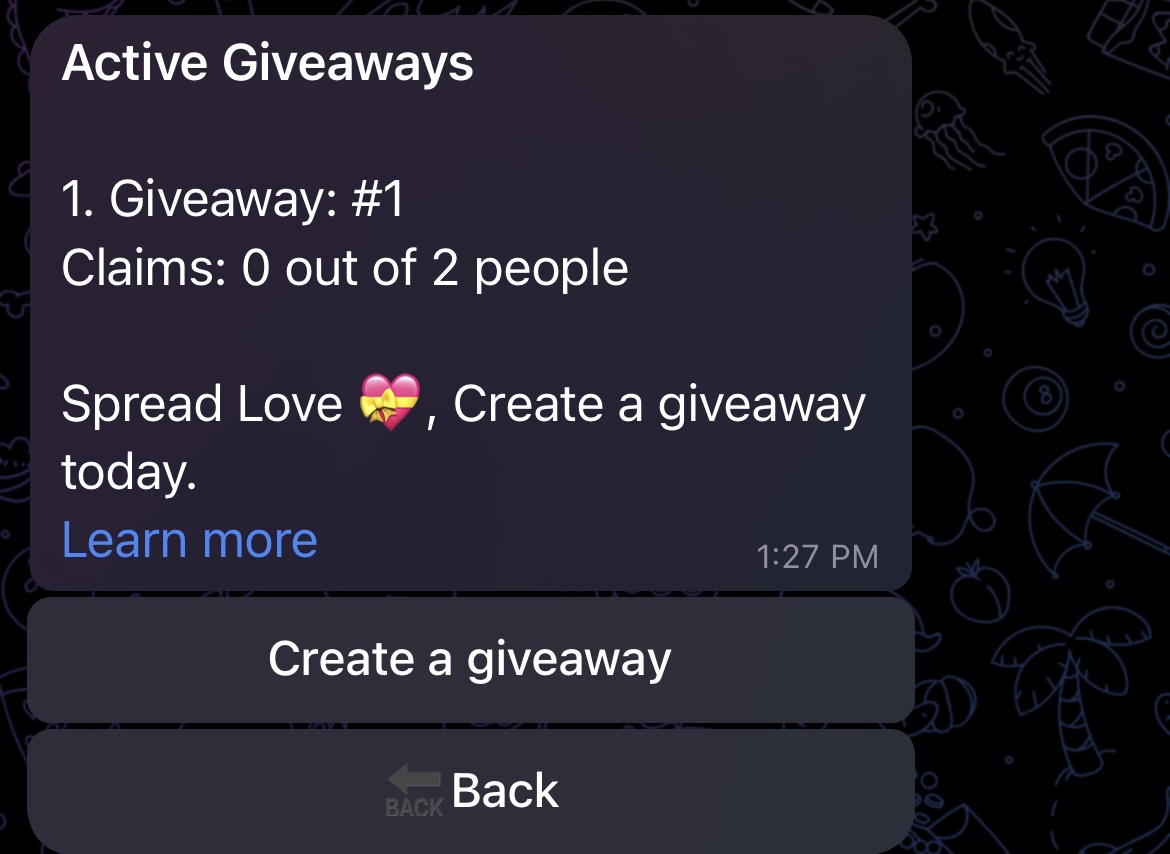 Active Giveaways
1. Giveaway: #1
Claims: 0 out of 2 people
Spread Love 💝, Create a giveaway
today.
Learn more
1:27 PM
Create a giveaway
🔙 Back